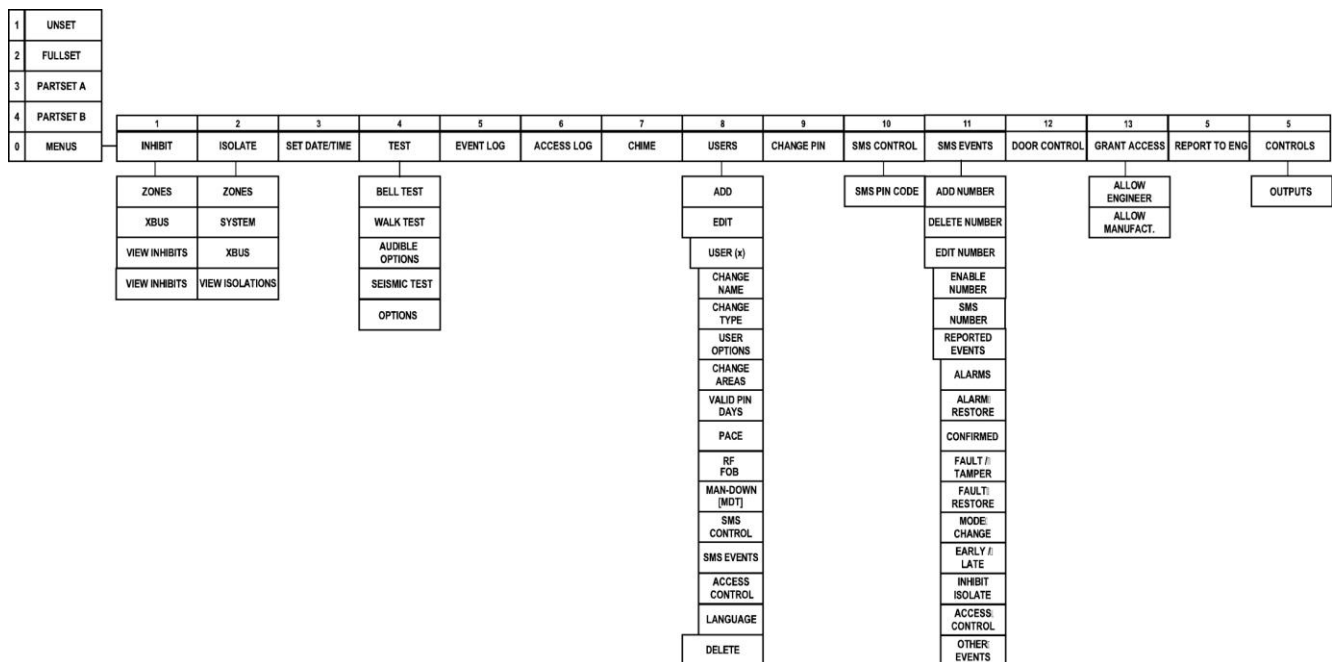 1 UNSET
2 FULLSET
3 PARTSET A
4 PARTSET B
0 MENUS
1 2 3 4 5 6 7 8 9 10 11 12 13 5 5
INHIBIT ISOLATE SET DATE/TIME TEST EVENT LOG ACCESS LOG CHIME USERS CHANGE PIN SMS CONTROL SMS EVENTS DOOR CONTROL GRANT ACCESS REPORT TO ENG CONTROLS
ZONES
XBUS
VIEW INHIBITS
VIEW INHIBITS
ZONES
SYSTEM
XBUS
VIEW ISOLATIONS
BELL TEST
WALK TEST
AUDIBLE
OPTIONS
SEISMIC TEST
OPTIONS
ADD
EDIT
USER (x)
CHANGE
NAME
CHANGE
TYPE
USER
OPTIONS
CHANGE
AREAS
VALID PIN
DAYS
PACE
RF
FOB
MAN-DOWN
[MDT]
SMS
CONTROL
SMS EVENTS
ACCESS
CONTROL
LANGUAGE
DELETE
SMS PIN CODE
ADD NUMBER
DELETE NUMBER
EDIT NUMBER
ENABLE
NUMBER
SMS
NUMBER
REPORTED
EVENTS
ALARMS
ALARM
RESTORE
CONFIRMED
FAULT /
TAMPER
FAULT
RESTORE
MODE
CHANGE
EARLY /
LATE
INHIBIT
ISOLATE
ACCESS
CONTROL
OTHER
EVENTS
ALLOW
ENGINEER
ALLOW
MANUFACT.
OUTPUTS